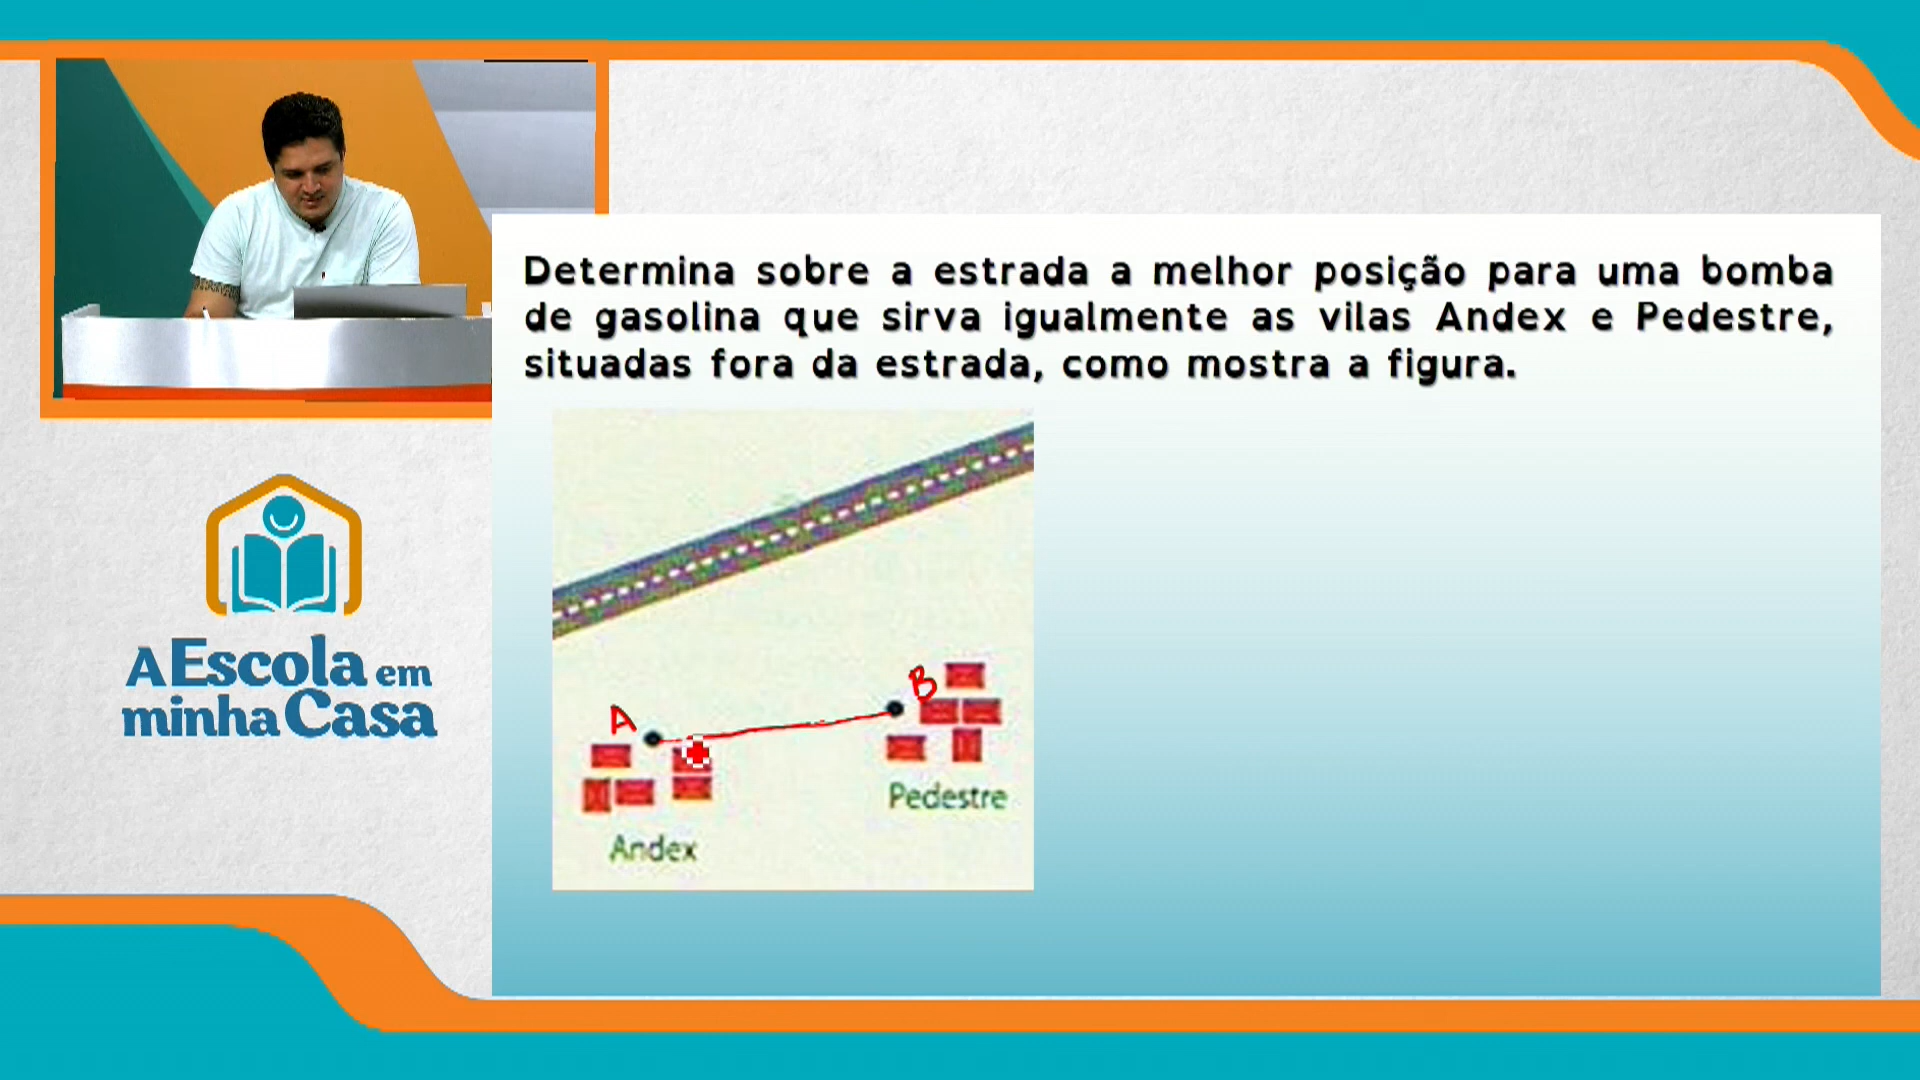 Determina sobre a estrada a melhor posição para uma bomba
de gasolina que sirva igualmente as vilas Andex e Pedestre,
situadas fora da estrada, como mostra a figura.
A
B
Pedestre
Andex
A Escola em
minha Casa